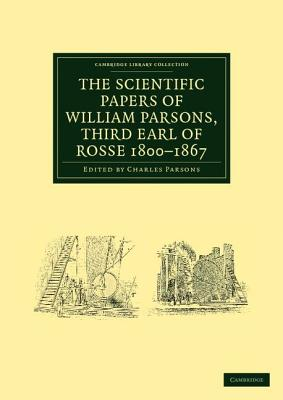 CAMBRIDGE LIBRARY COLLECTION
THE SCIENTIFIC
PAPERS OF
WILLIAM PARSONS,
THIRD EARL OF
ROSSE 1800–1867
EDITED BY CHARLES PARSONS
CAMBRIDGE